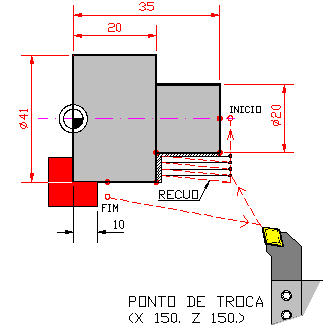 35
20
ø41
INICIO
ø20
RECUO
FIM
10
PONTO DE TROCA
(X 150. Z 150.)